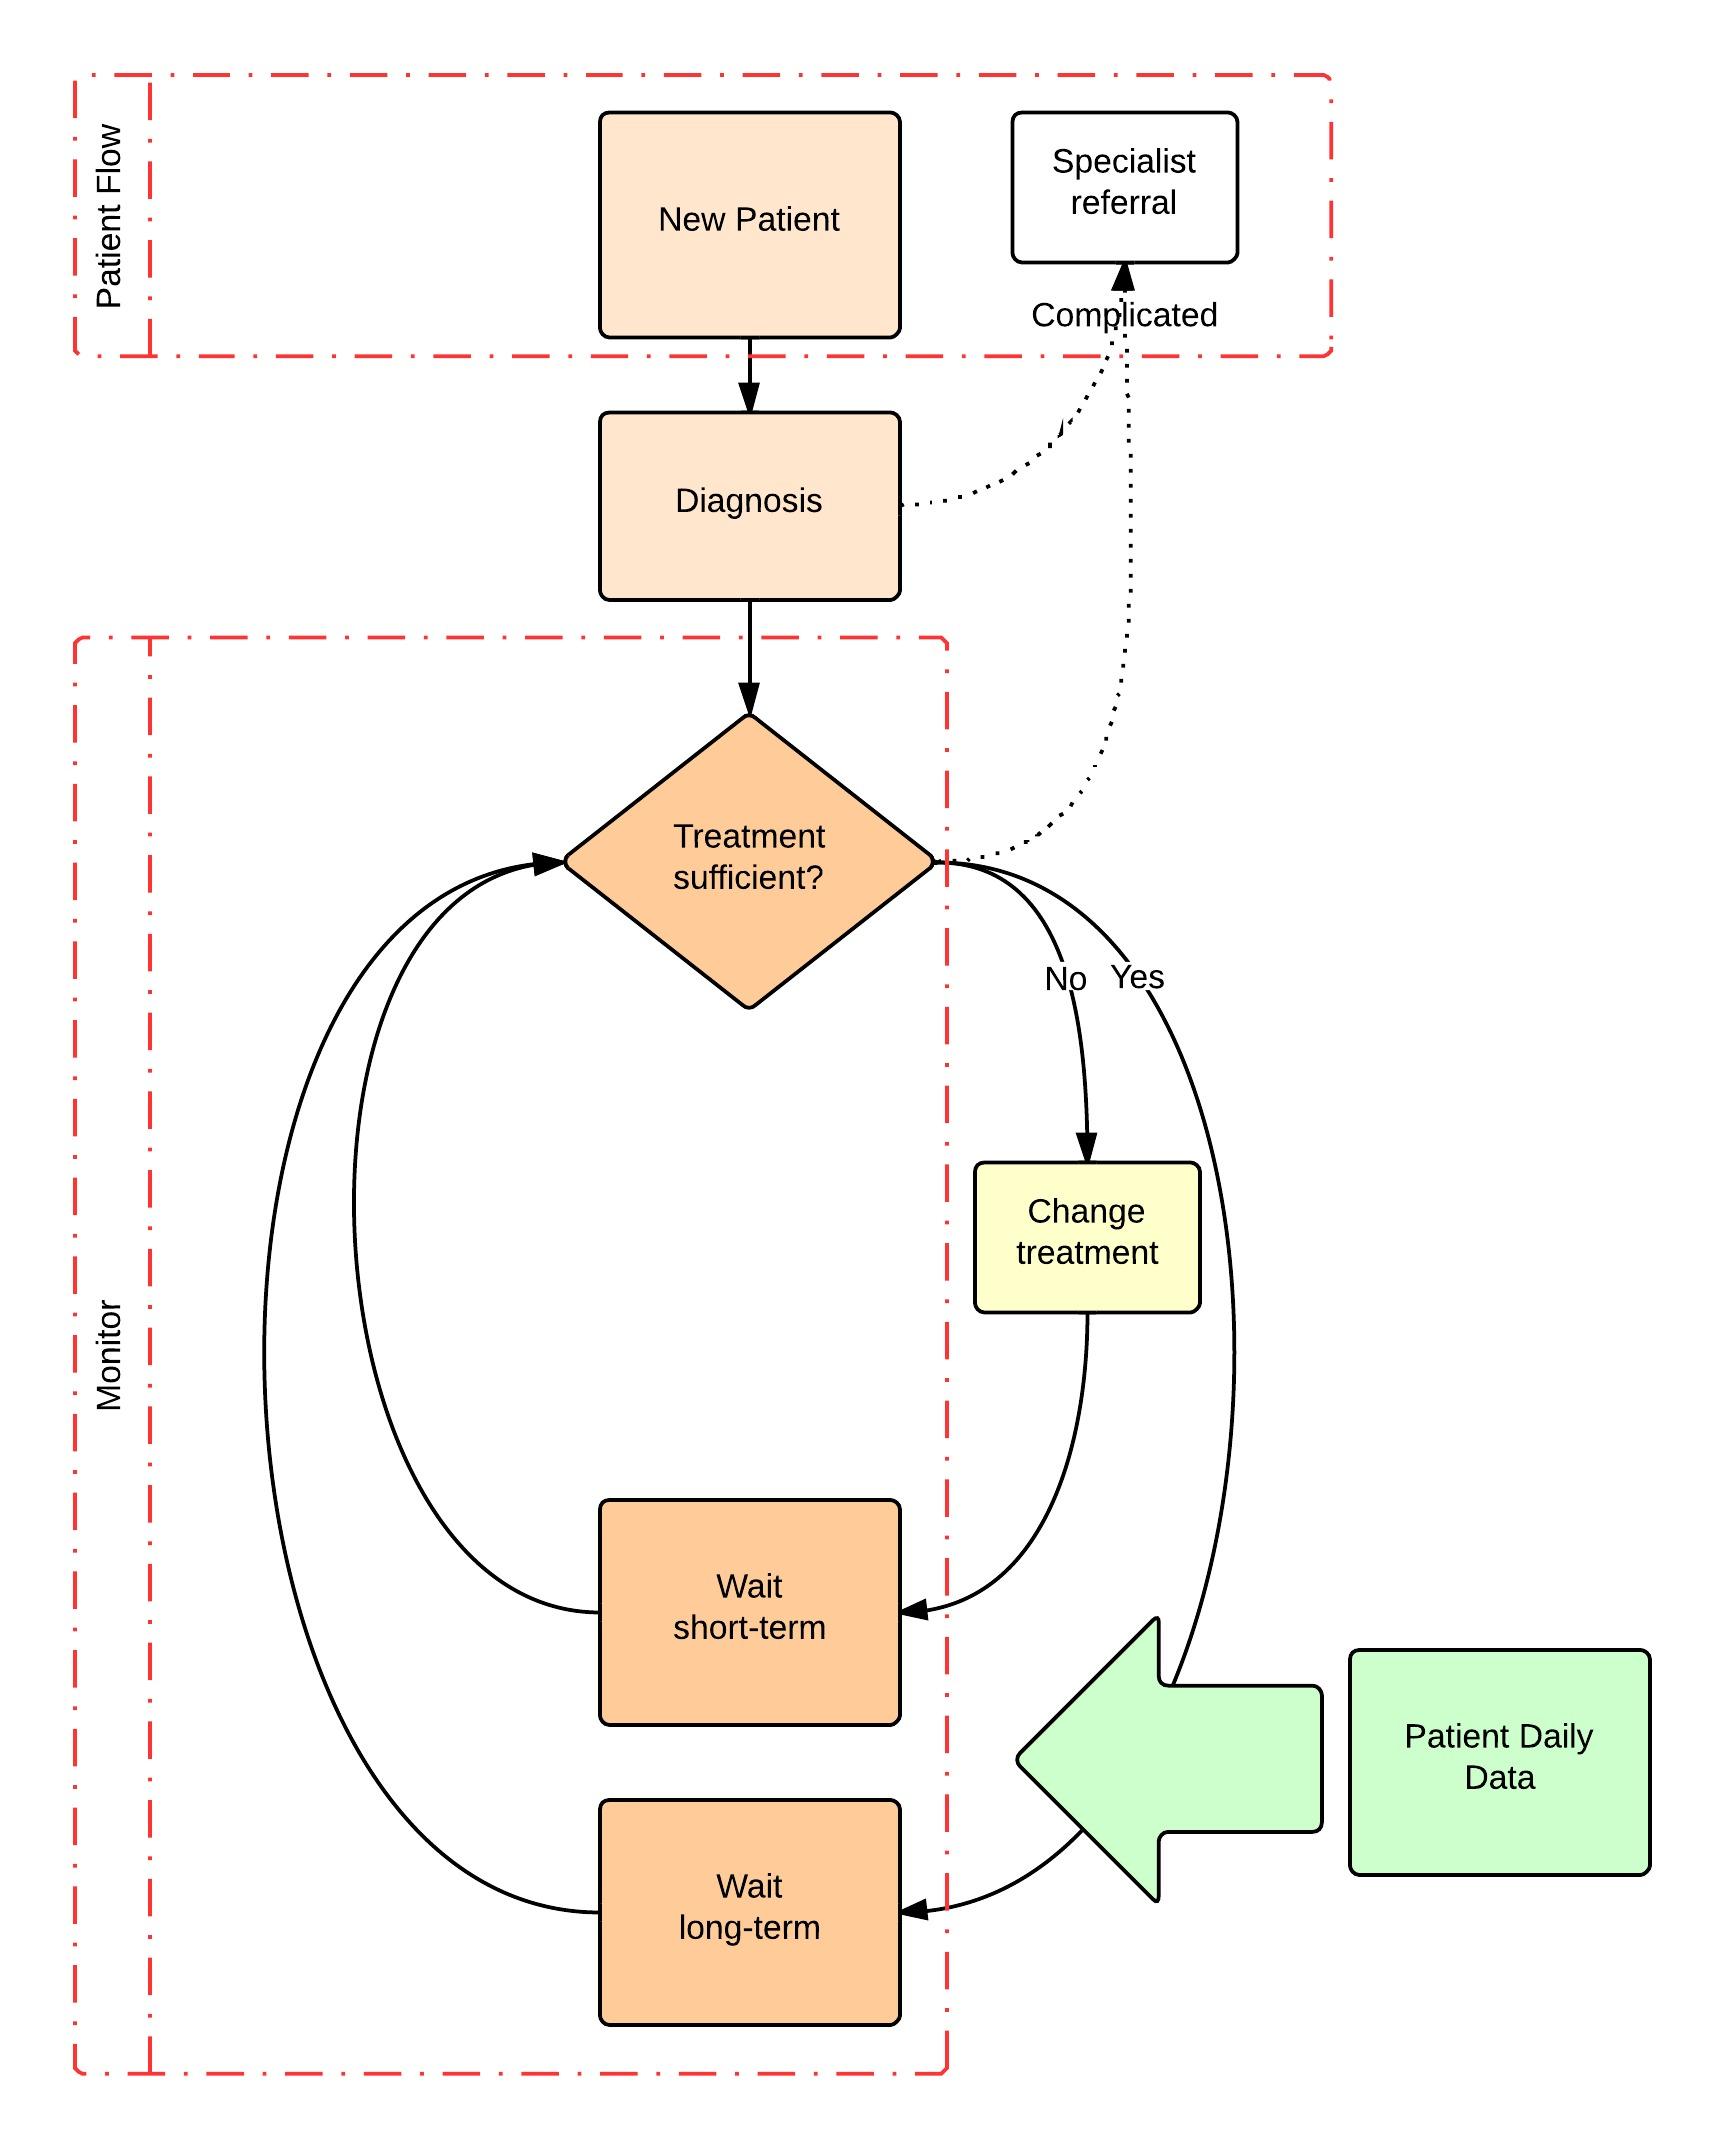 Patient Flow
New Patient
Specialist
referral
Complicated
Diagnosis
Monitor
Treatment
sufficient?
No
Yes
Change
treatment
Wait
short-term
Patient Daily
Data
Wait
long-term